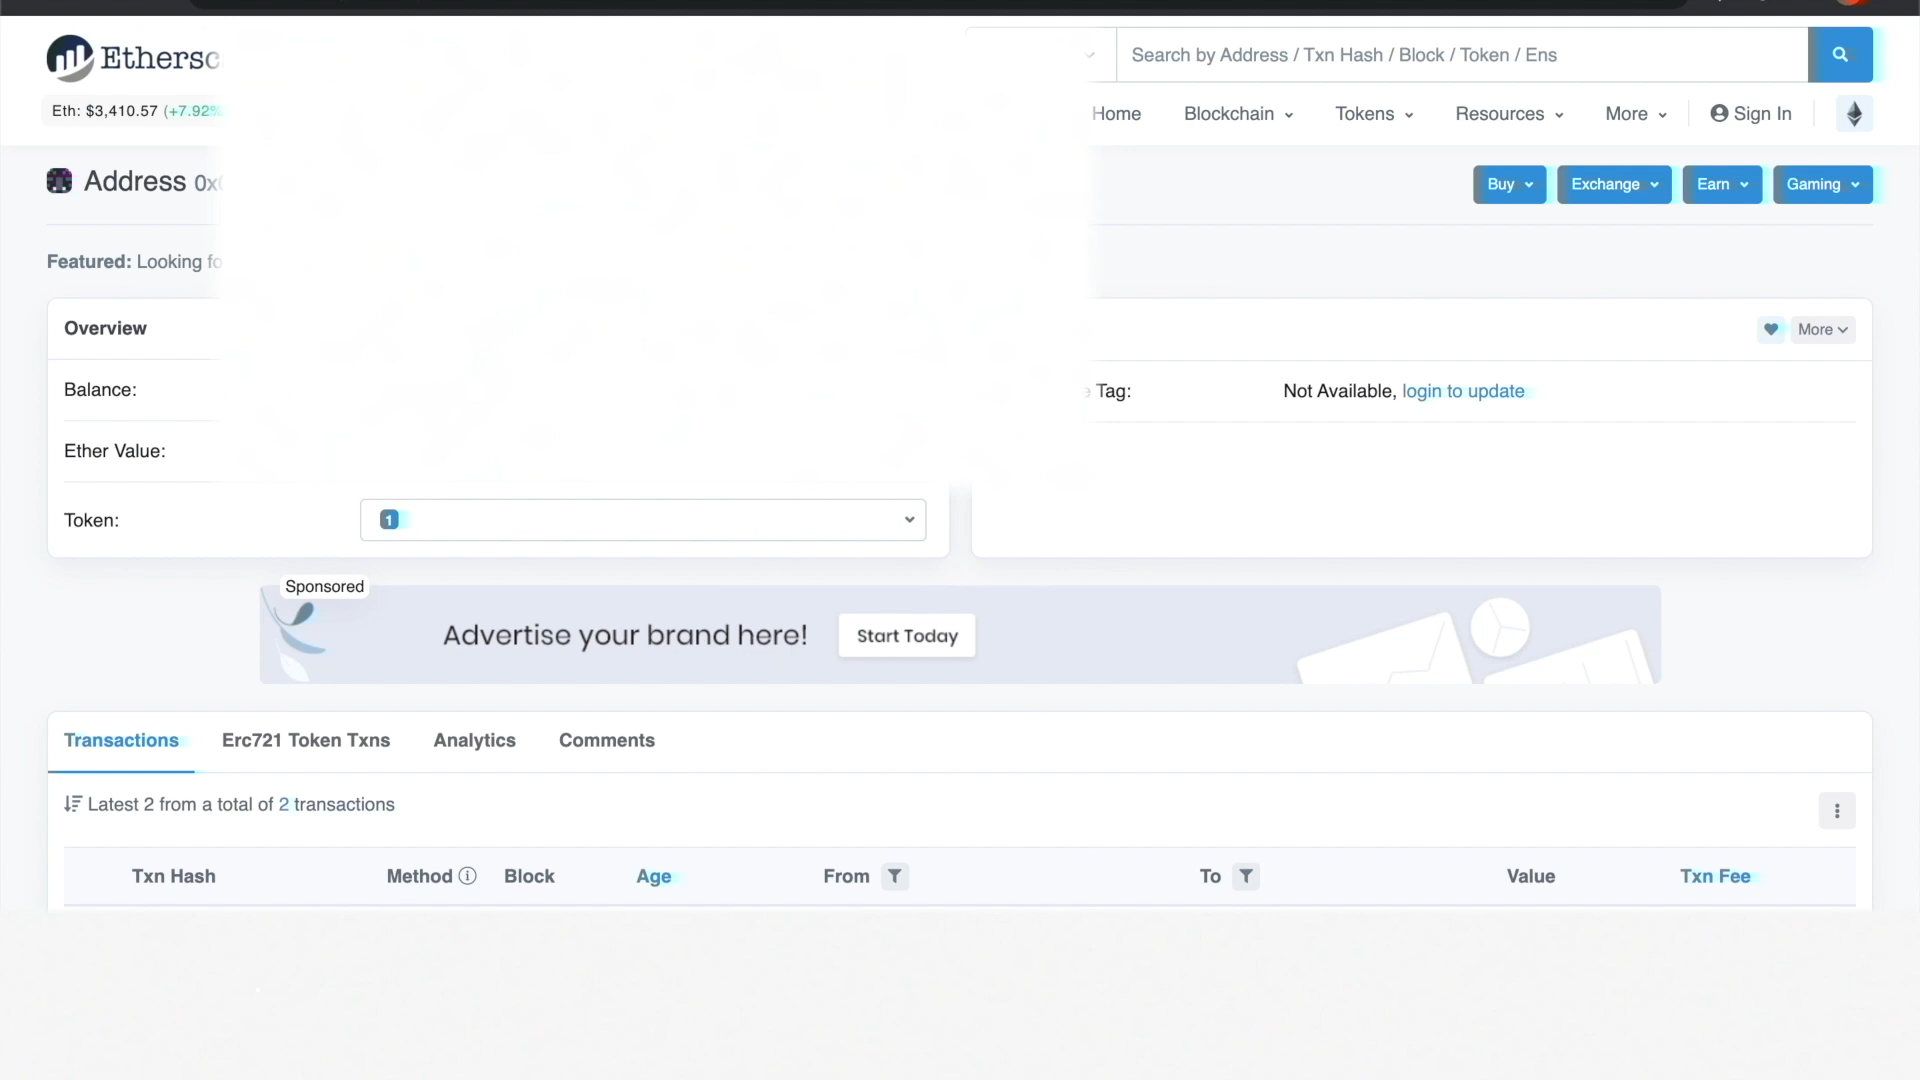 Search by Address / Txn Hash / Block / Token / Ens
Eth: $3,410.57 (+7.92%
Home Blockchain Tokens Resources More Sign In
Address
Buy Exchange Earn Gaming
Featured: Looking
Overview
More
Balance:
Tag: Not Available, login to update
Ether Value:
Token: 1
Sponsored
Advertise your brand here! Start Today
Transactions Erc721 Token Txns Analytics Comments
Latest 2 from a total of 2 transactions
Txn Hash Method Block Age From To Value Txn Fee